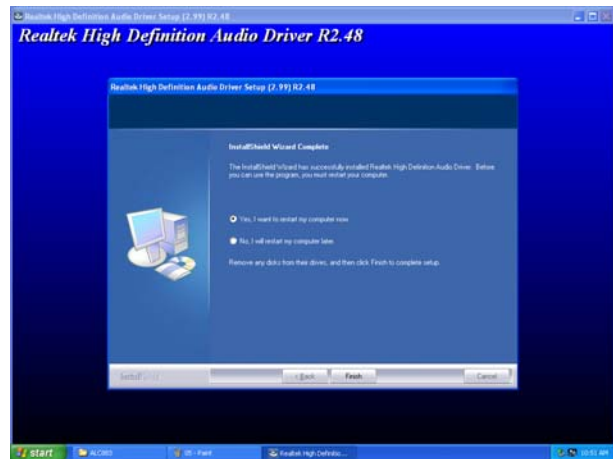 Realtek High Definition Audio Driver Setup (2.99) R2.48
Realtek High Definition Audio Driver R2.48
Realtek High Definition Audio Driver Setup (2.99) R2.48
InstallShield Wizard Complete
The InstallShield Wizard has successfully installed Realtek High Definition Audio Driver. Before
you can use the program, you must restart your computer.
Yes, I want to restart my computer now.
No, I will restart my computer later.
Remove any disks from their drives, and then click Finish to complete setup.
InstallShield
< Back
Finish
Cancel
start
ALC883
05 - Paint
Realtek High Definitio...
10:51 AM